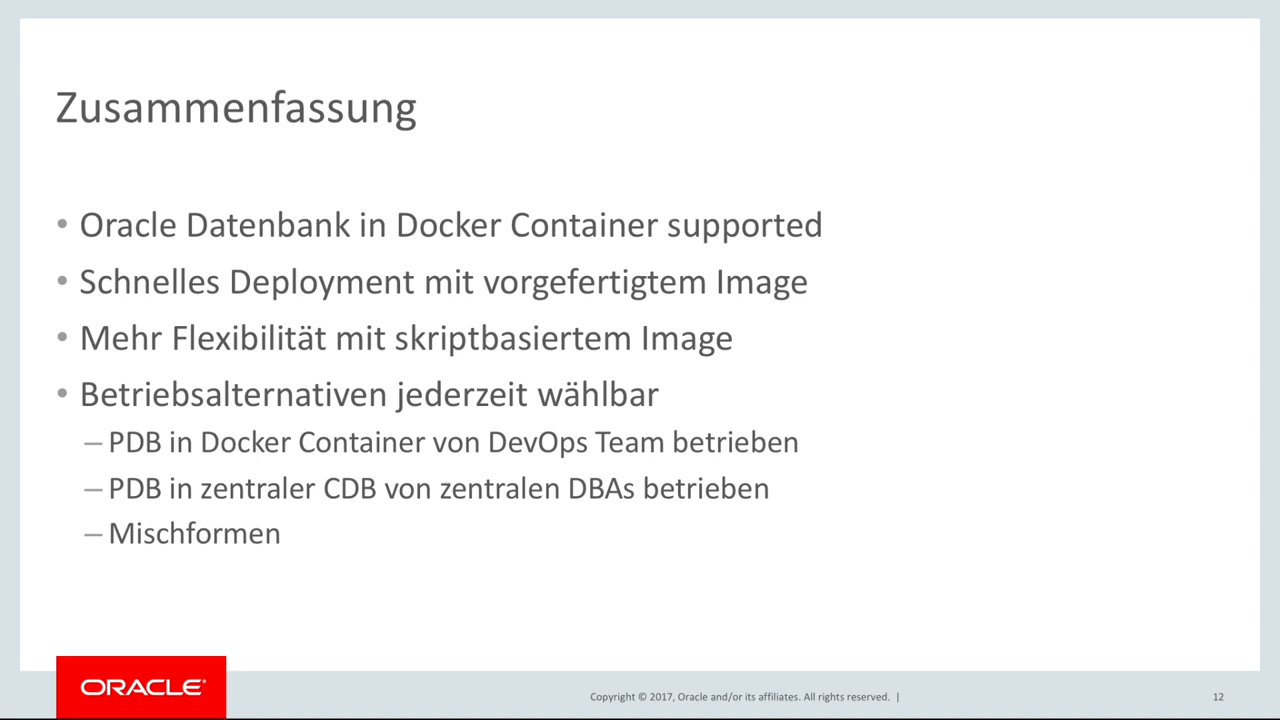 Zusammenfassung
• Oracle Datenbank in Docker Container supported
• Schnelles Deployment mit vorgefertigtem Image
• Mehr Flexibilität mit skriptbasiertem Image
• Betriebsalternativen jederzeit wählbar
– PDB in Docker Container von DevOps Team betrieben
– PDB in zentraler CDB von zentralen DBAs betrieben
– Mischformen
ORACLE®
Copyright © 2017, Oracle and/or its affiliates. All rights reserved. |
12